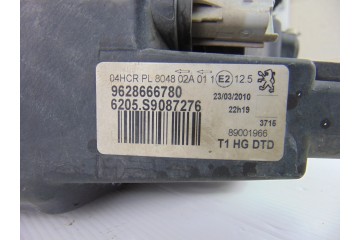 04HCR PL 8048 02A 01 1 E2 12.5
9628666780
23/03/2010
6205.S9087276
22h19
3716
89001966
T1 HG DTD